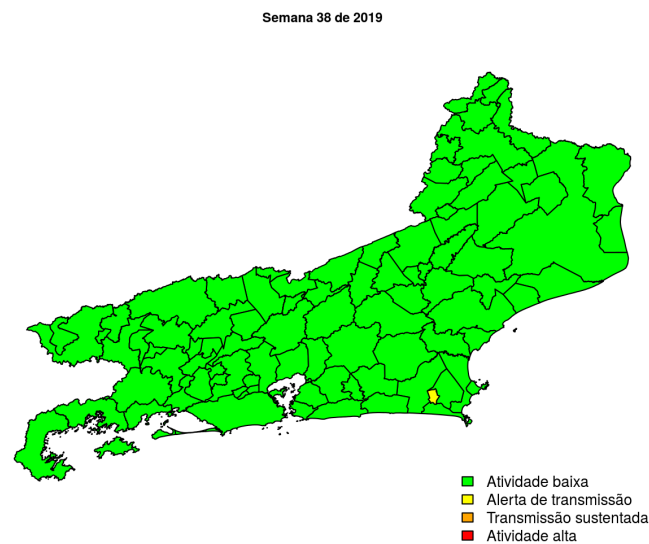 Semana 38 de 2019
Atividade baixa
Alerta de transmissão
Transmissão sustentada
Atividade alta